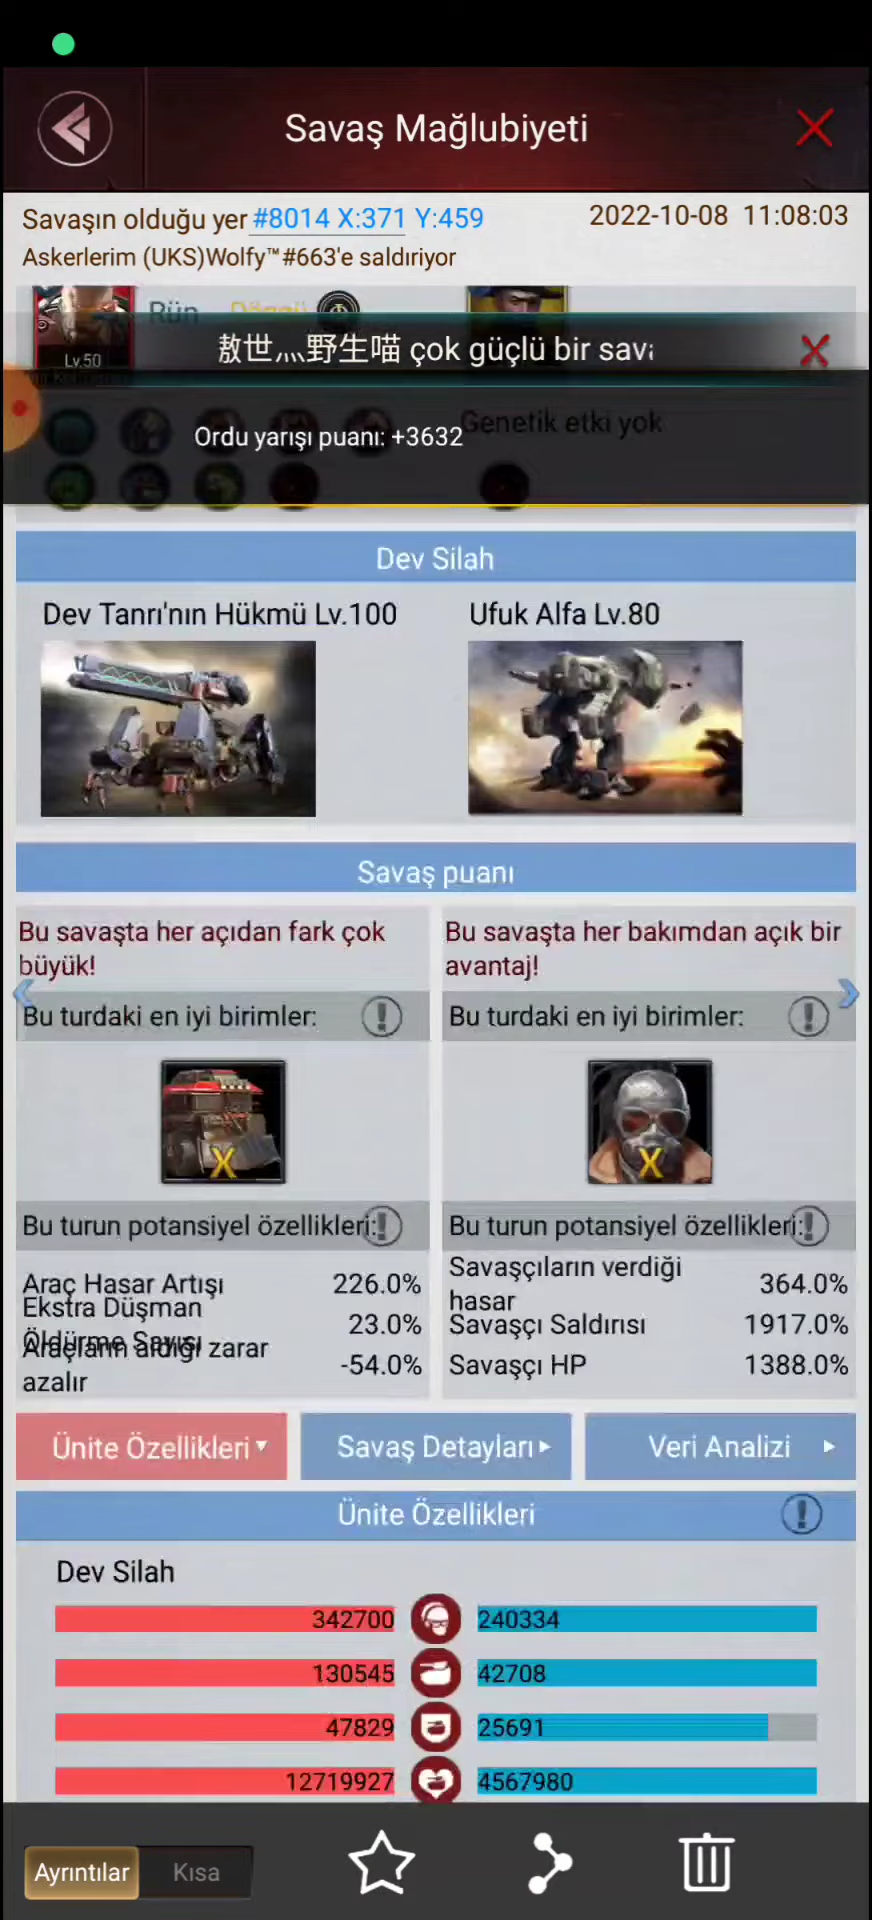 Savaş Mağlubiyeti
Savaşın olduğu yer #8014 X:371 Y:459
2022-10-08 11:08:03
Askerlerim (UKS)Wolfy™#663'e saldırıyor
Rün
Lv.50
敖世灬野生喵 çok güçlü bir sava
Genetik etki yok
Ordu yarışı puanı: +3632
Dev Silah
Dev Tanrı'nın Hükmü Lv.100
Ufuk Alfa Lv.80
Savaş puanı
Bu savaşta her açıdan fark çok
büyük!
Bu savaşta her bakımdan açık bir
avantaj!
Bu turdaki en iyi birimler:
Bu turdaki en iyi birimler:
X
X
Bu turun potansiyel özellikleri:
Bu turun potansiyel özellikleri:
Araç Hasar Artışı 226.0%
Ekstra Düşman
Öldürme Sayısı 23.0%
Araçların aldığı zarar
azalır -54.0%
Savaşçıların verdiği
hasar 364.0%
Savaşçı Saldırısı 1917.0%
Savaşçı HP 1388.0%
Ünite Özellikleri
Savaş Detayları
Veri Analizi
Ünite Özellikleri
Dev Silah
342700 240334
130545 42708
47829 25691
12719927 4567980
Ayrıntılar
Kısa